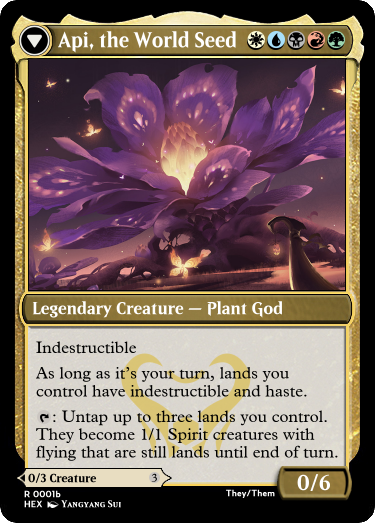 Api, the World Seed
Legendary Creature — Plant God
Indestructible
As long as it's your turn, lands you
control have indestructible and haste.
: Untap up to three lands you control.
They become 1/1 Spirit creatures with
flying that are still lands until end of turn.
0/3 Creature 3
0/6
R 0001b
They/Them
HEX Yangyang Sui